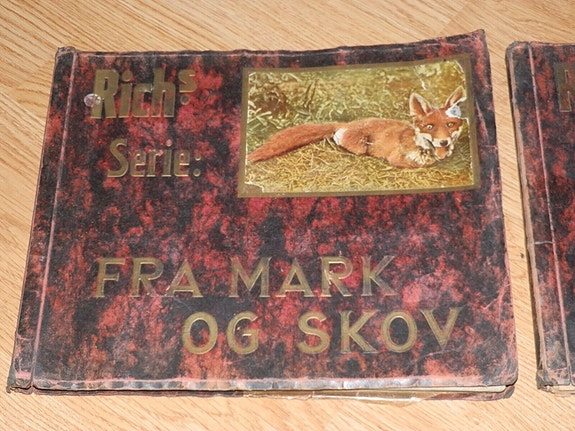 Rich's
Serie:
FRA MARK
OG SKOV